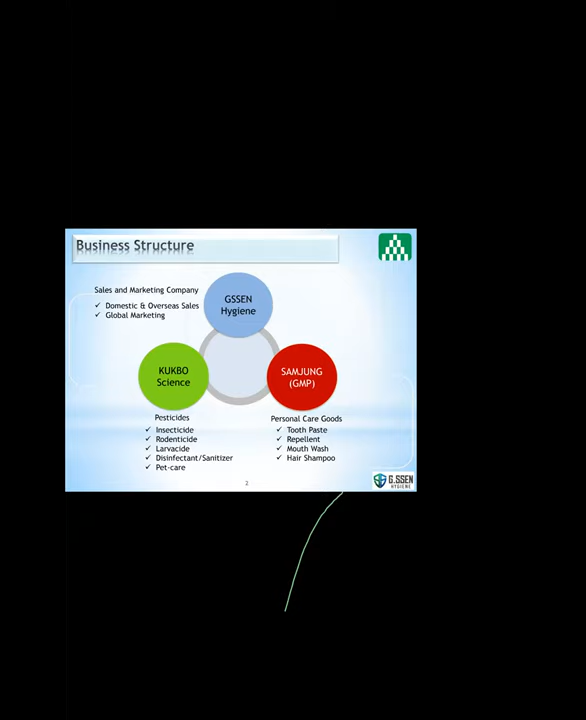 Business Structure
Sales and Marketing Company
✓ Domestic & Overseas Sales
✓ Global Marketing
GSSEN
Hygiene
KUKBO
Science
SAMJUNG
(GMP)
Pesticides
✓ Insecticide
✓ Rodenticide
✓ Larvacide
✓ Disinfectant/Sanitizer
✓ Pet-care
Personal Care Goods
✓ Tooth Paste
✓ Repellent
✓ Mouth Wash
✓ Hair Shampoo
2
G.SSEN
HYGIENE